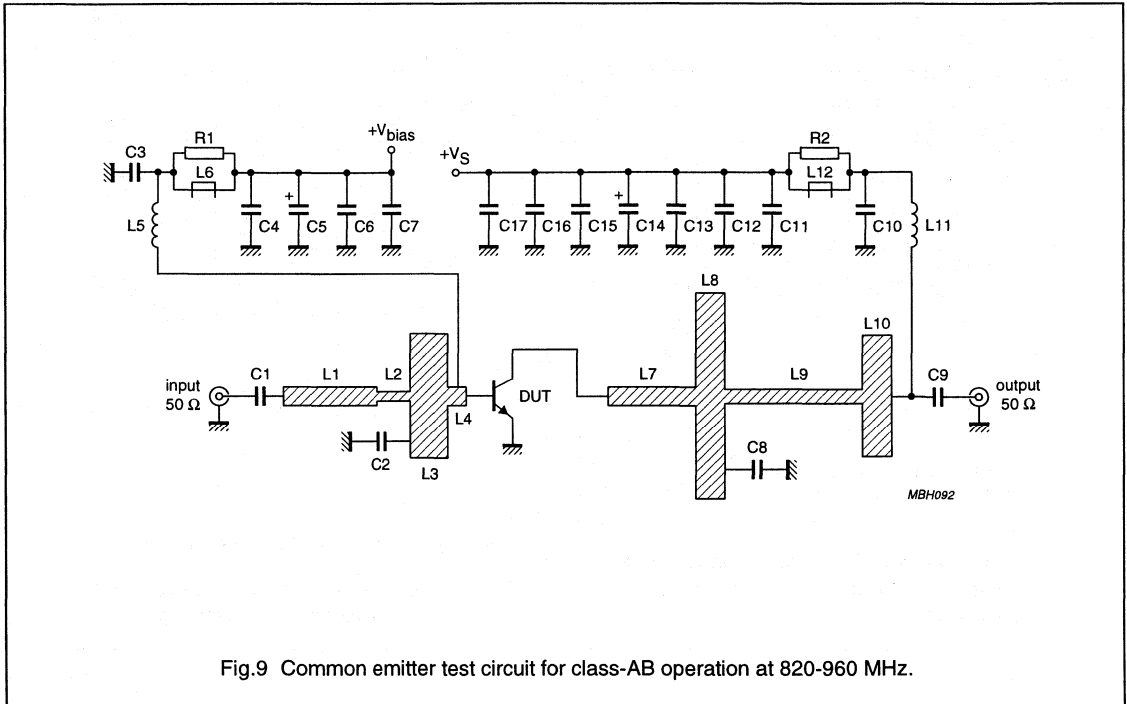 +Vbias
C3
R1
L6
+
L5
C4
C5
C6
C7
+VS
R2
L12
+
C17
C16
C15
C14
C13
C12
C11
C10
L11
L8
L10
input
50 Ω
C1
L1
L2
L4
DUT
L7
L9
C9
output
50 Ω
C2
L3
C8
MBH092
Fig.9 Common emitter test circuit for class-AB operation at 820-960 MHz.